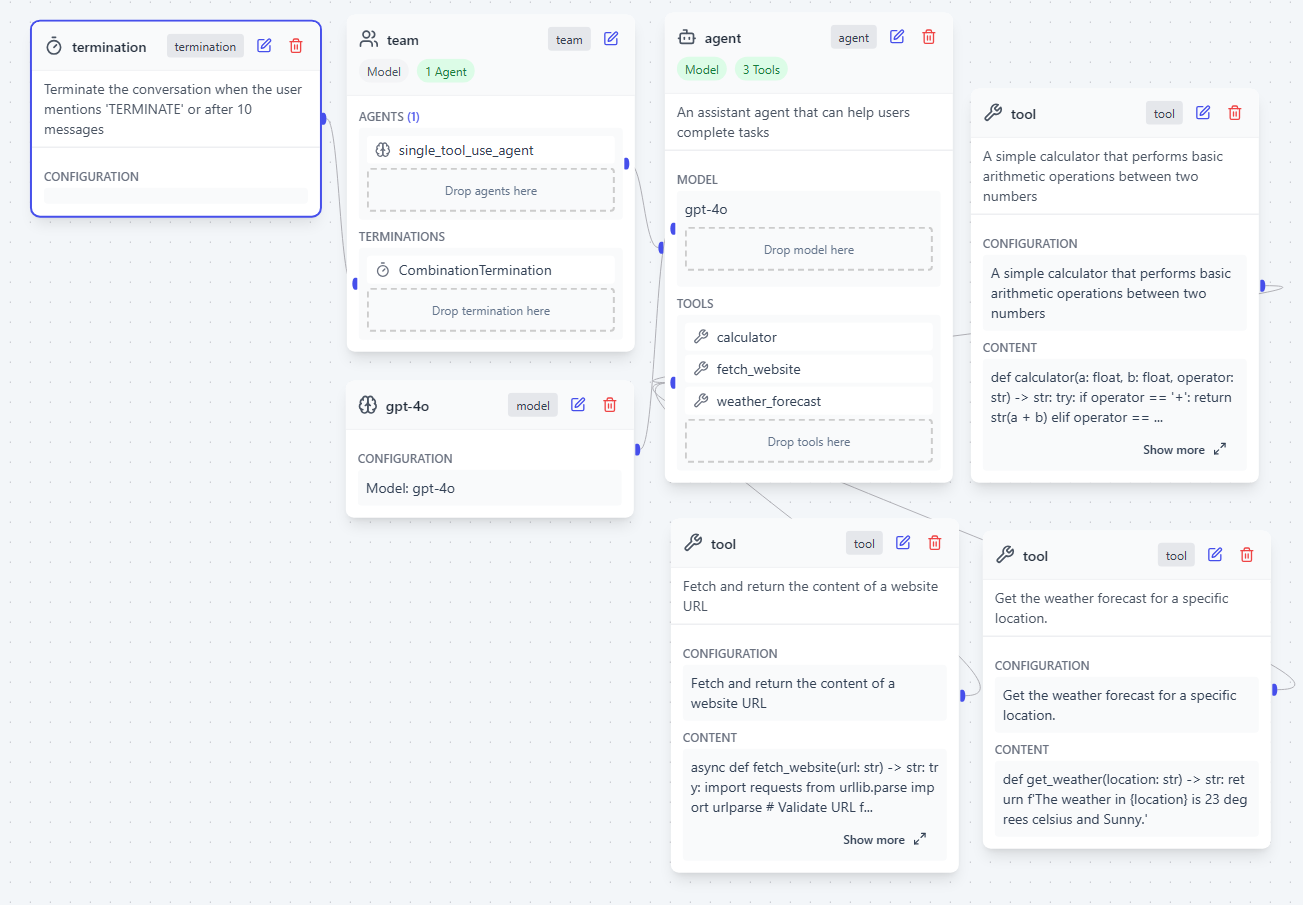 termination
termination
Terminate the conversation when the user
mentions 'TERMINATE' or after 10
messages
CONFIGURATION
team
team
Model
1 Agent
AGENTS (1)
single_tool_use_agent
Drop agents here
TERMINATIONS
CombinationTermination
Drop termination here
gpt-4o
model
CONFIGURATION
Model: gpt-4o
agent
agent
Model
3 Tools
An assistant agent that can help users
complete tasks
MODEL
gpt-4o
Drop model here
TOOLS
calculator
fetch_website
weather_forecast
Drop tools here
tool
tool
A simple calculator that performs basic
arithmetic operations between two
numbers
CONFIGURATION
A simple calculator that performs basic
arithmetic operations between two
numbers
CONTENT
def calculator(a: float, b: float, operator:
str) -> str: try: if operator == '+': return
str(a + b) elif operator == ...
Show more
tool
tool
Fetch and return the content of a website
URL
CONFIGURATION
Fetch and return the content of a
website URL
CONTENT
async def fetch_website(url: str) -> str: tr
y: import requests from urllib.parse imp
ort urlparse # Validate URL f...
Show more
tool
tool
Get the weather forecast for a specific
location.
CONFIGURATION
Get the weather forecast for a specific
location.
CONTENT
def get_weather(location: str) -> str: ret
urn f'The weather in {location} is 23 deg
rees celsius and Sunny.'